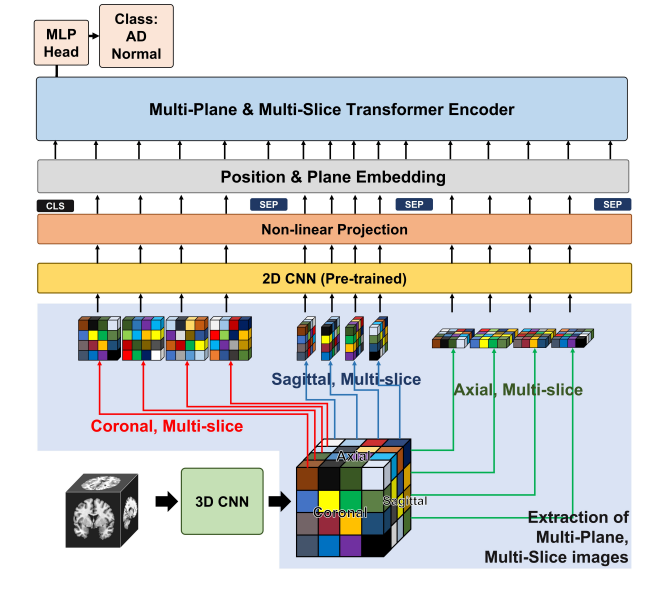 MLP
Head
Class:
AD
Normal
Multi-Plane & Multi-Slice Transformer Encoder
Position & Plane Embedding
CLS
SEP
SEP
SEP
Non-linear Projection
2D CNN (Pre-trained)
Sagittal, Multi-slice
Axial, Multi-slice
Coronal, Multi-slice
Axial
Sagittal
Coronal
3D CNN
Extraction of
Multi-Plane,
Multi-Slice images